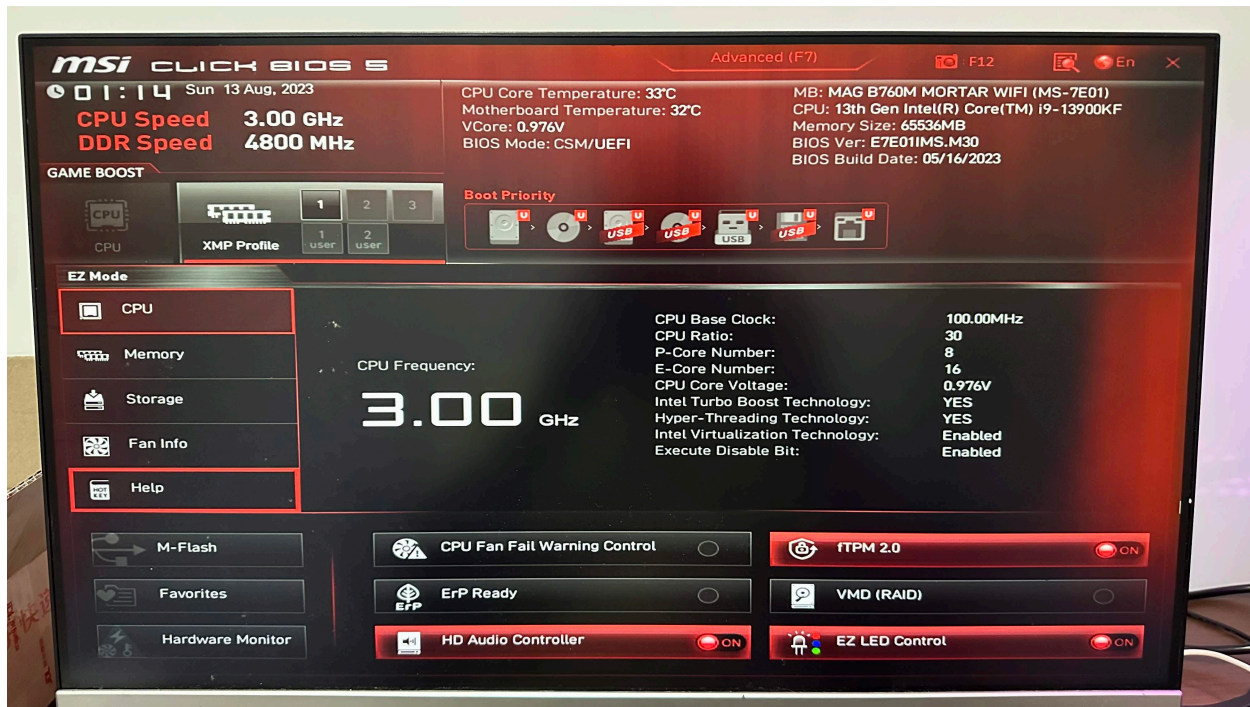 msi CLICK BIOS 5
Advanced (F7)
F12
En
01:14 Sun 13 Aug, 2023
CPU Speed 3.00 GHz
DDR Speed 4800 MHz
CPU Core Temperature: 33°C
Motherboard Temperature: 32°C
VCore: 0.976V
BIOS Mode: CSM/UEFI
MB: MAG B760M MORTAR WIFI (MS-7E01)
CPU: 13th Gen Intel(R) Core(TM) i9-13900KF
Memory Size: 65536MB
BIOS Ver: E7E01IMS.M30
BIOS Build Date: 05/16/2023
GAME BOOST
CPU
CPU
XMP Profile
1 2 3
1 user
2 user
Boot Priority
U U U U U U U
USB USB USB USB
EZ Mode
CPU
Memory
Storage
Fan Info
HOT KEY
Help
CPU Frequency:
3.00 GHz
CPU Base Clock: 100.00MHz
CPU Ratio: 30
P-Core Number: 8
E-Core Number: 16
CPU Core Voltage: 0.976V
Intel Turbo Boost Technology: YES
Hyper-Threading Technology: YES
Intel Virtualization Technology: Enabled
Execute Disable Bit: Enabled
M-Flash
Favorites
Hardware Monitor
CPU Fan Fail Warning Control
ErP
ErP Ready
HD Audio Controller ON
fTPM 2.0 ON
VMD (RAID)
EZ LED Control ON